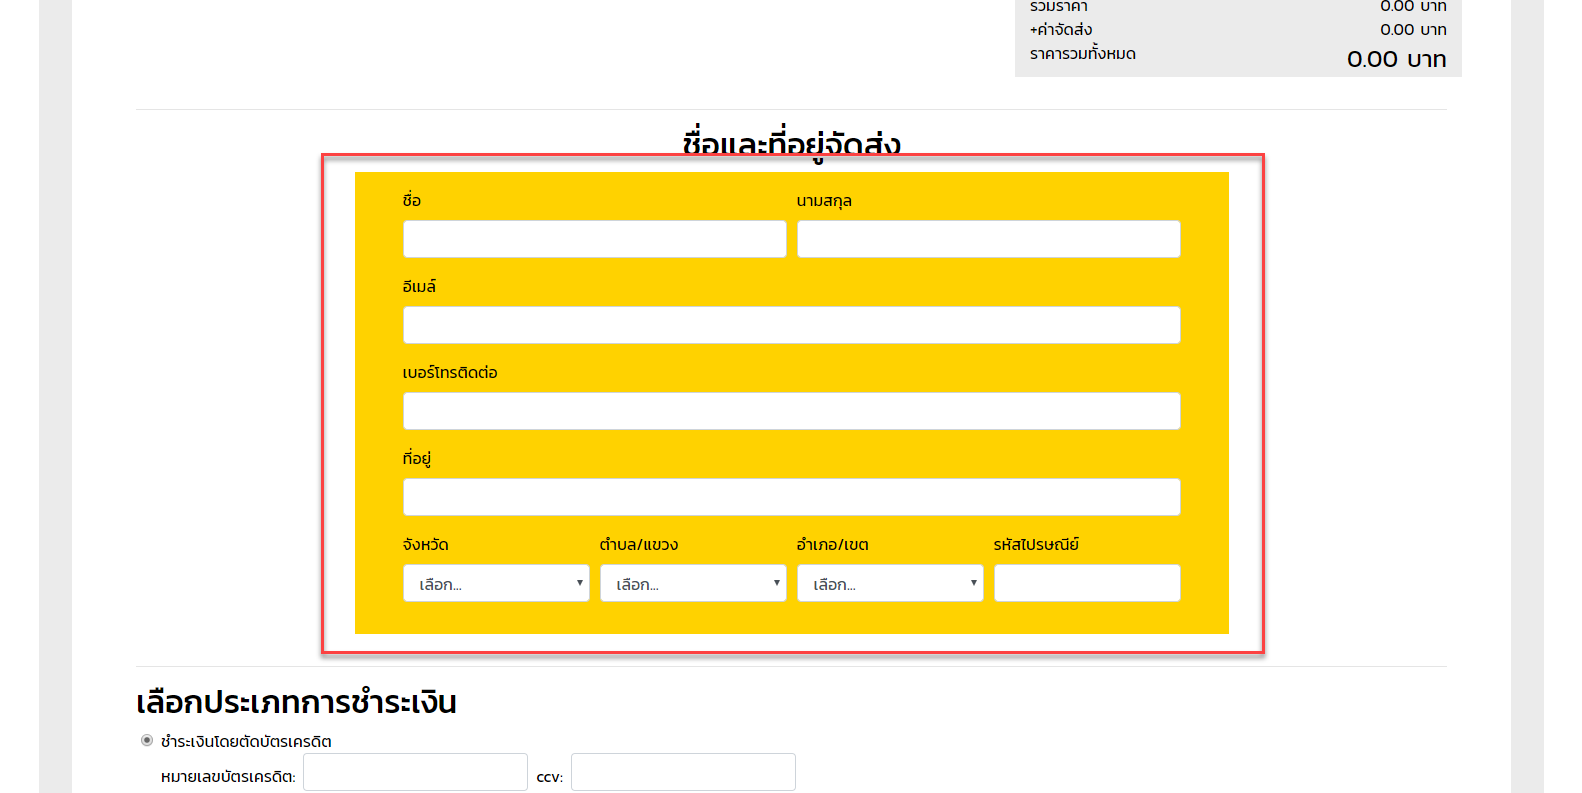 รวมราคา 0.00 บาท
+ค่าจัดส่ง 0.00 บาท
ราคารวมทั้งหมด 0.00 บาท
ชื่อและที่อยู่จัดส่ง
ชื่อ นามสกุล
อีเมล์
เบอร์โทรติดต่อ
ที่อยู่
จังหวัด ตำบล/แขวง อำเภอ/เขต รหัสไปรษณีย์
เลือก... เลือก... เลือก...
เลือกประเภทการชำระเงิน
ชำระเงินโดยตัดบัตรเครดิต
หมายเลขบัตรเครดิต: ccv: